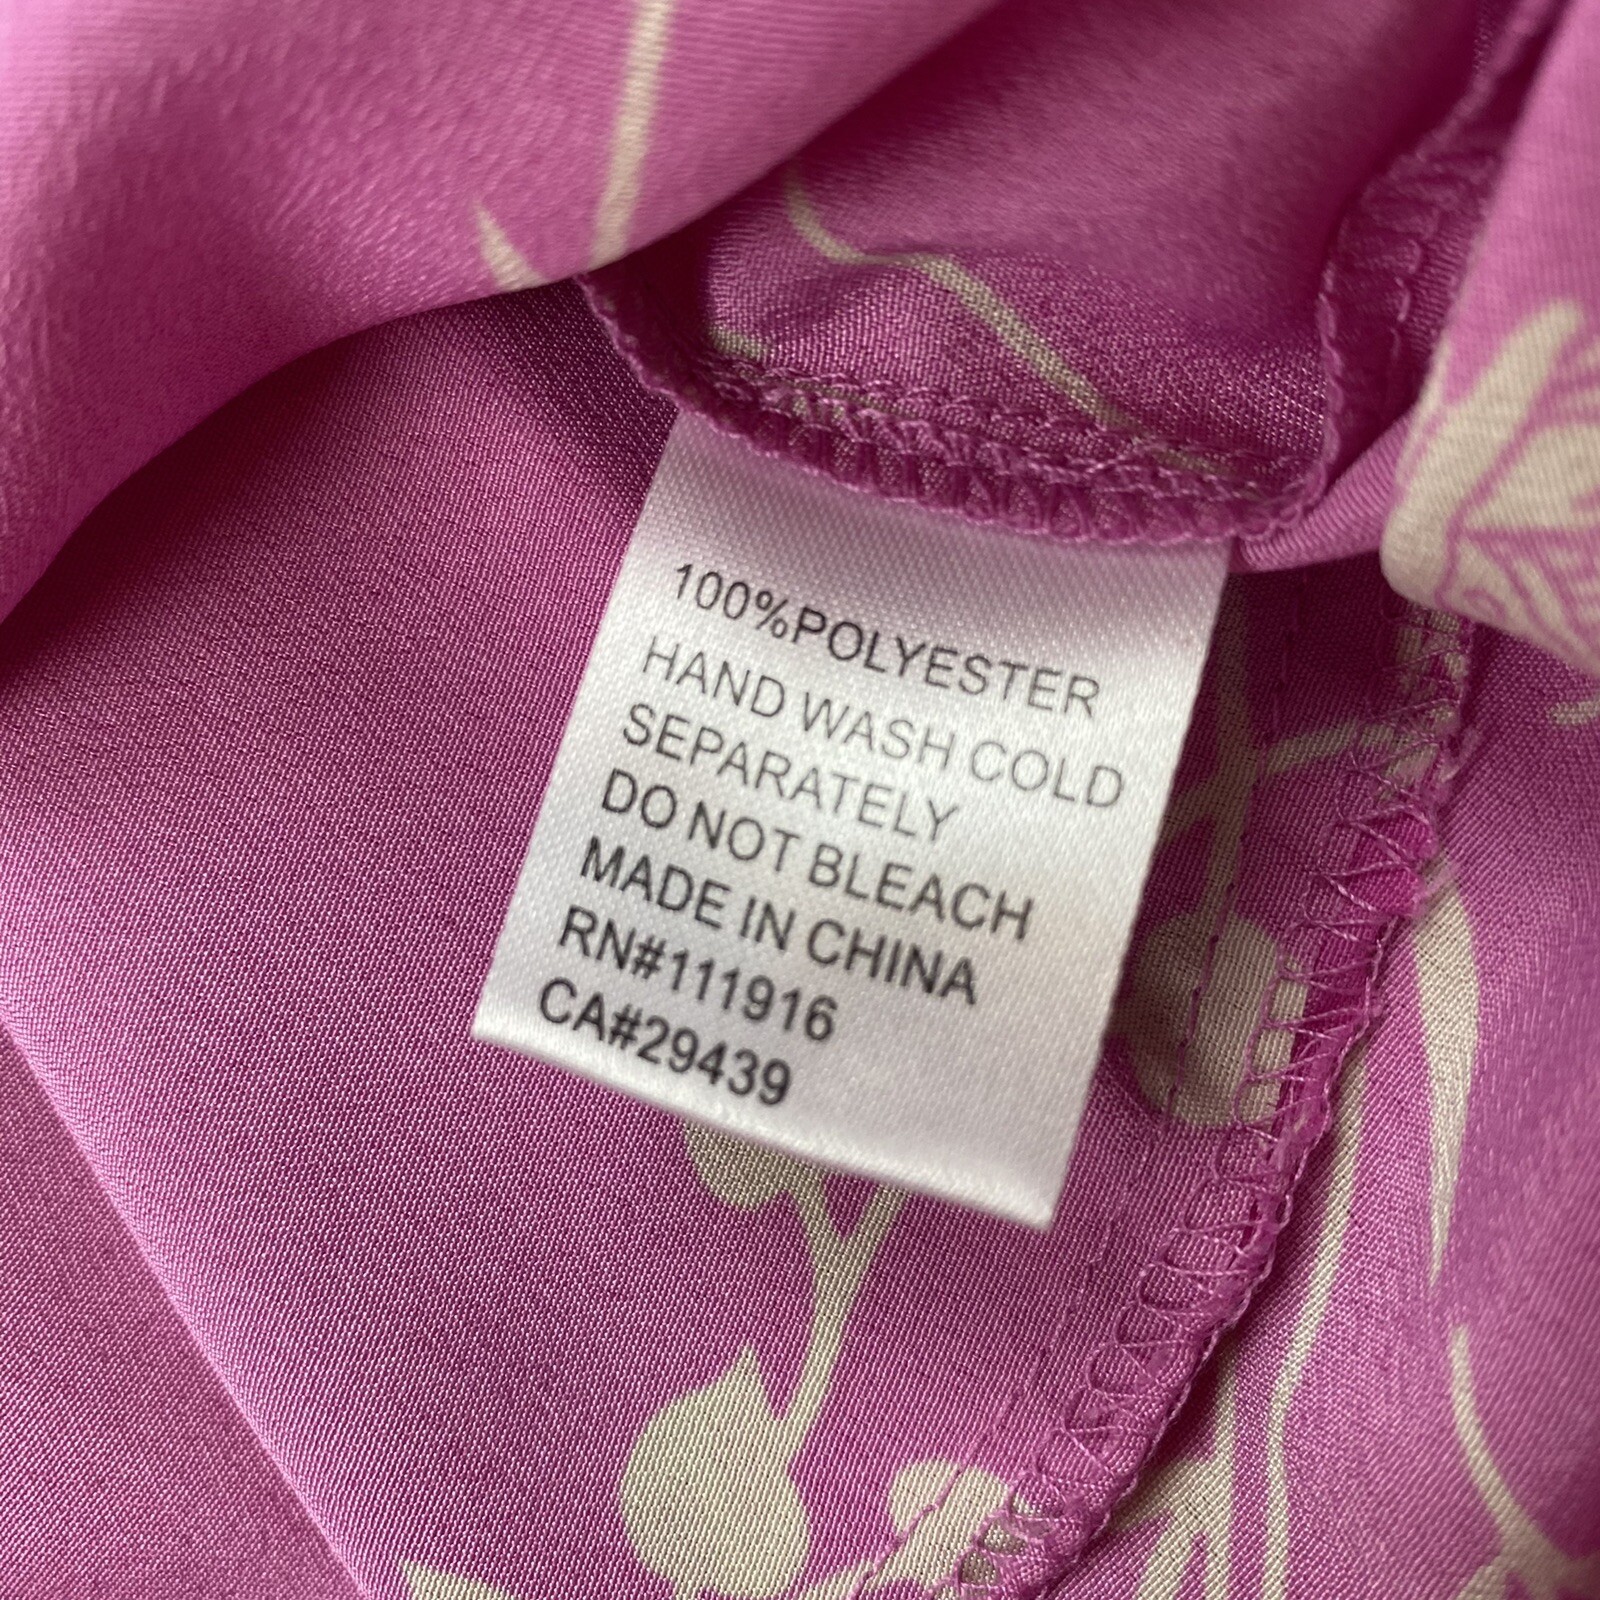 100%POLYESTER
HAND WASH COLD
SEPARATELY
DO NOT BLEACH
MADE IN CHINA
RN#111916
CA#29439